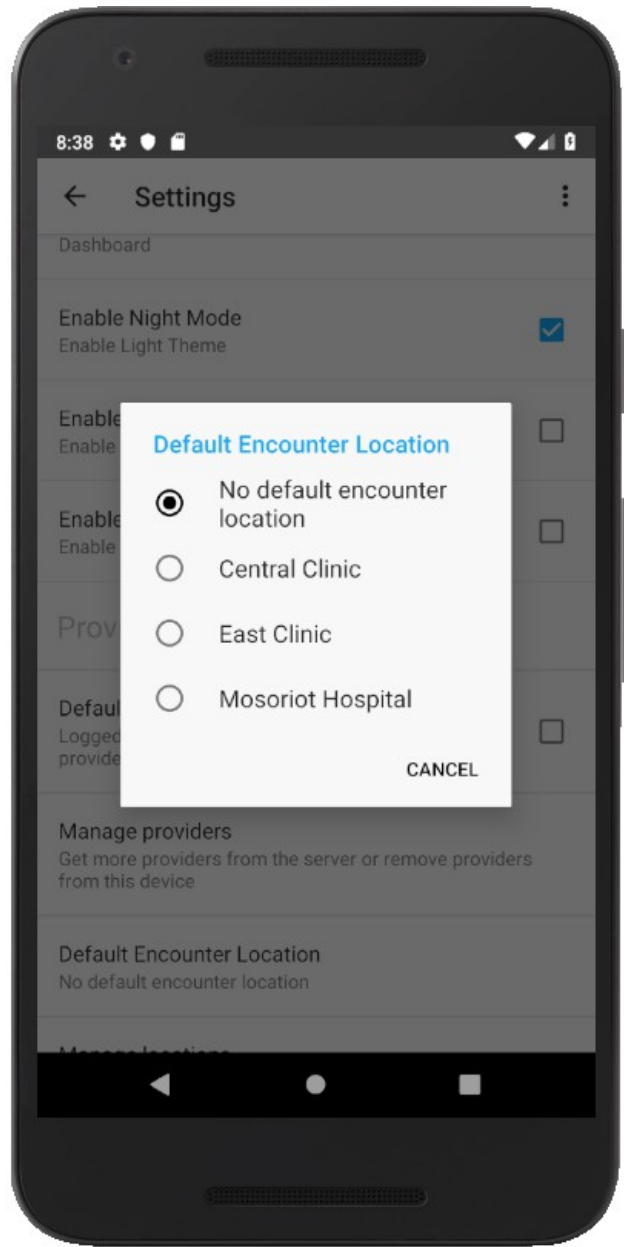 8:38
Settings
Dashboard
Enable Night Mode
Enable Light Theme
Enable
Enable
Enable
Enable
Default Encounter Location
No default encounter
location
Central Clinic
East Clinic
Mosoriot Hospital
CANCEL
Prov
Defaul
Logged
provide
Manage providers
Get more providers from the server or remove providers
from this device
Default Encounter Location
No default encounter location
Manage locations